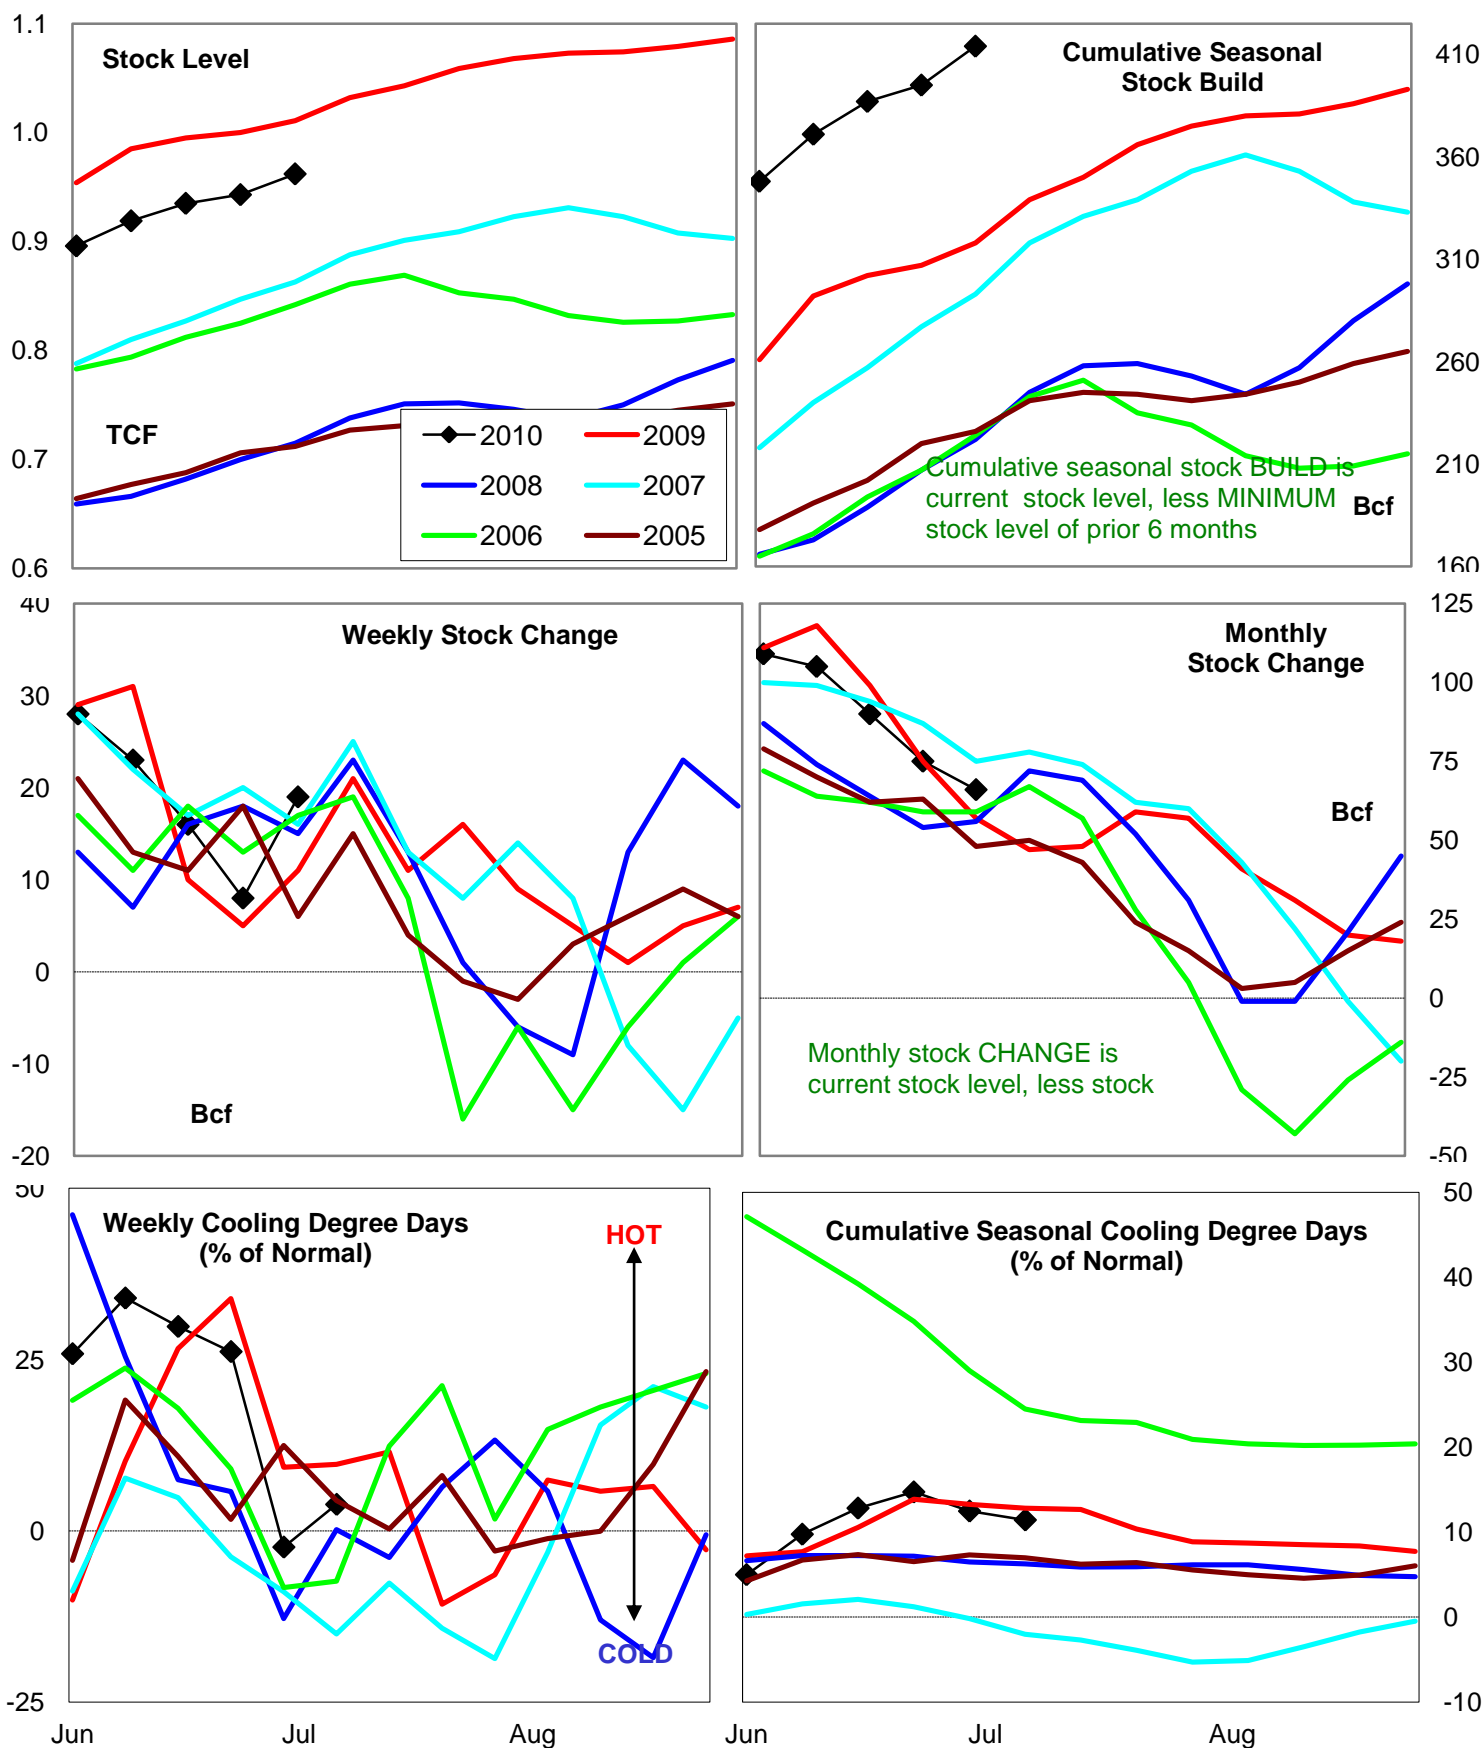 1.1
1.0
0.9
0.8
0.7
0.6
Stock Level
TCF
2010
2009
2008
2007
2006
2005
Cumulative Seasonal
Stock Build
410
360
310
260
210
160
Cumulative seasonal stock BUILD is
current stock level, less MINIMUM
stock level of prior 6 months
Bcf
40
30
20
10
0
-10
-20
Weekly Stock Change
Bcf
Monthly
Stock Change
125
100
75
50
25
0
-25
-50
Bcf
Monthly stock CHANGE is
current stock level, less stock
50
25
0
-25
Weekly Cooling Degree Days
(% of Normal)
HOT
COLD
Jun
Jul
Aug
Cumulative Seasonal Cooling Degree Days
(% of Normal)
50
40
30
20
10
0
-10
Jun
Jul
Aug